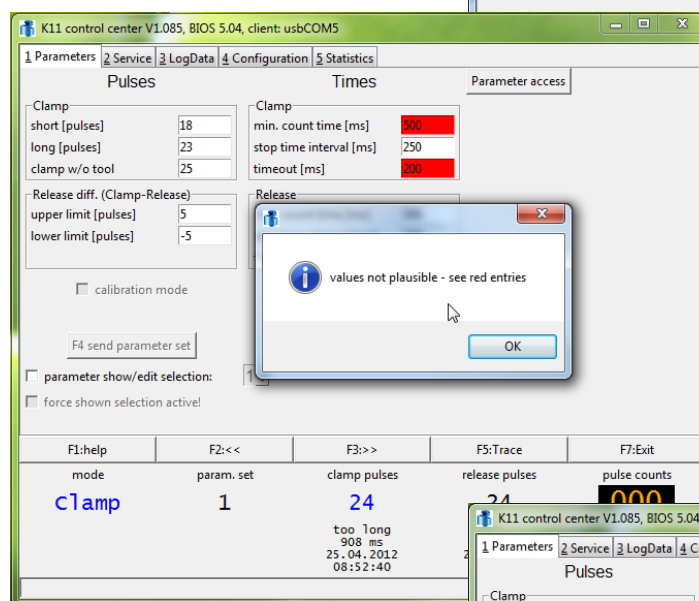 K11 control center V1.085, BIOS 5.04, client: usbCOM5
1 Parameters 2 Service 3 LogData 4 Configuration 5 Statistics
Pulses Times Parameter access
Clamp Clamp
short [pulses] 18 min. count time [ms] 500
long [pulses] 23 stop time interval [ms] 250
clamp w/o tool 25 timeout [ms] 200
Release diff. (Clamp-Release) Release
upper limit [pulses] 5
lower limit [pulses] -5
values not plausible - see red entries
OK
calibration mode
F4 send parameter set
parameter show/edit selection: 1
force shown selection active!
F1:help F2:<< F3:>> F5:Trace F7:Exit
mode param. set clamp pulses release pulses pulse counts
Clamp 1 24 24 000
too long
908 ms
25.04.2012
08:52:40
K11 control center V1.085, BIOS 5.04
1 Parameters 2 Service 3 LogData 4 C
Pulses
Clamp